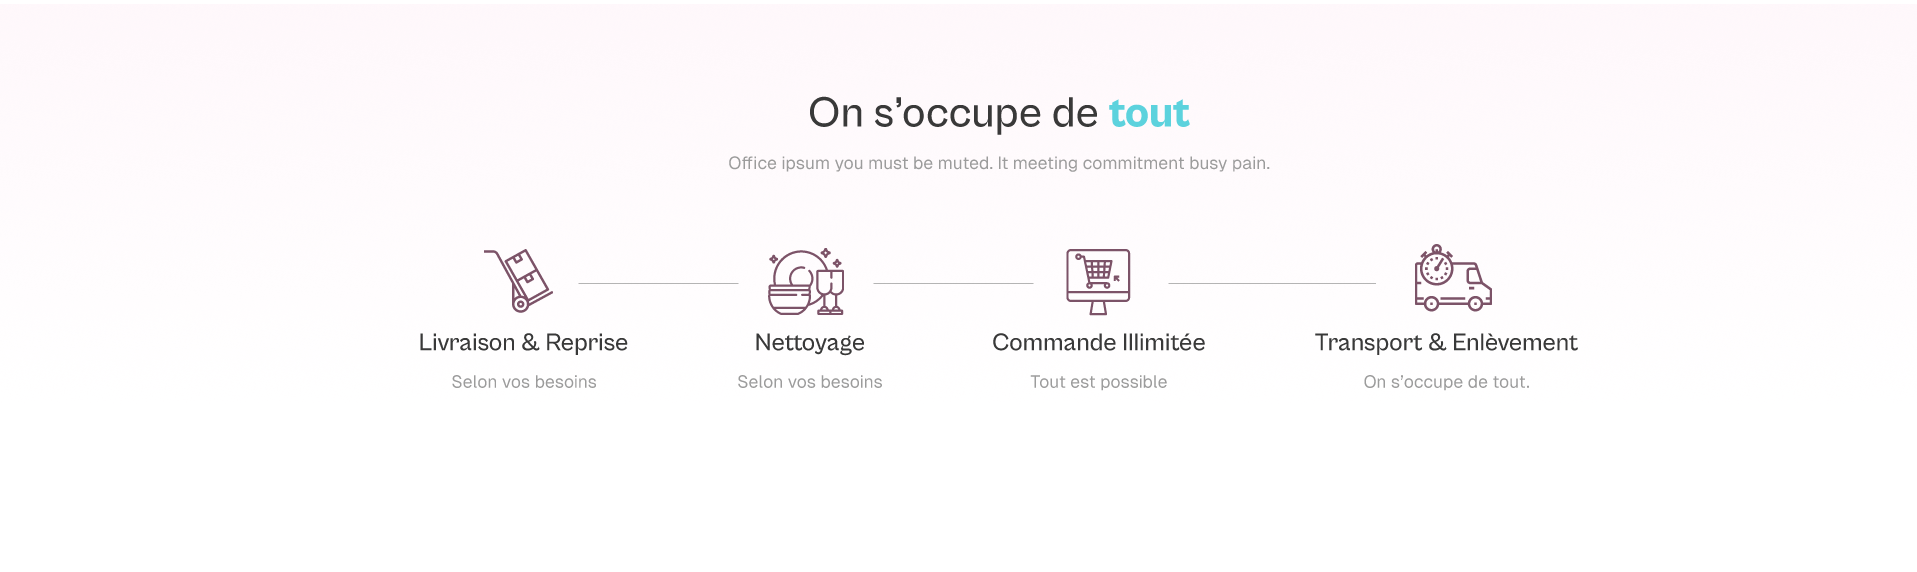 On s’occupe de tout
Office ipsum you must be muted. It meeting commitment busy pain.
Livraison & Reprise
Selon vos besoins
Nettoyage
Selon vos besoins
Commande Illimitée
Tout est possible
Transport & Enlèvement
On s’occupe de tout.